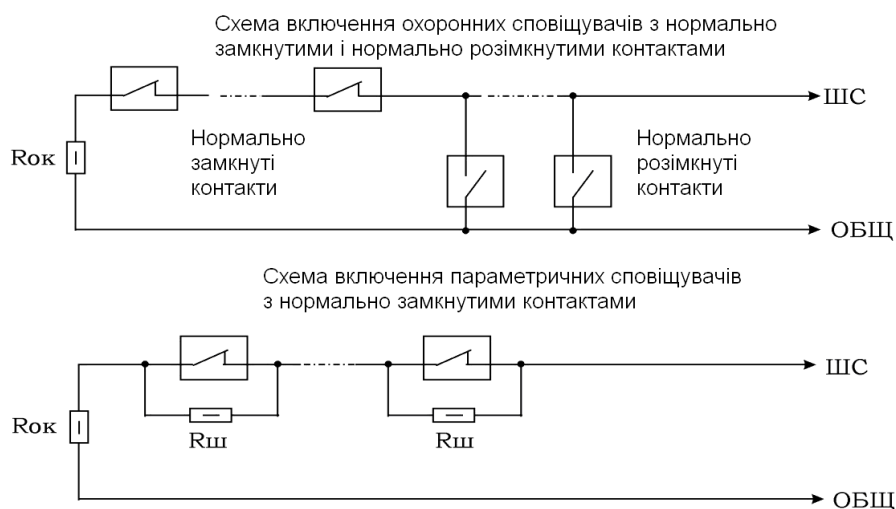 Схема включення охоронних сповіщувачів з нормально
замкнутими і нормально розімкнутими контактами
ШС
Нормально
замкнуті
контакти
Нормально
розімкнуті
контакти
Rок
ОБЩ
Схема включення параметричних сповіщувачів
з нормально замкнутими контактами
ШС
Rок
Rш
Rш
ОБЩ